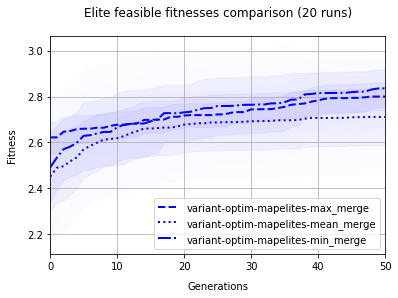 Elite feasible fitnesses comparison (20 runs)
3.0
2.8
2.6
2.4
2.2
Fitness
variant-optim-mapelites-max_merge
variant-optim-mapelites-mean_merge
variant-optim-mapelites-min_merge
0 10 20 30 40 50
Generations